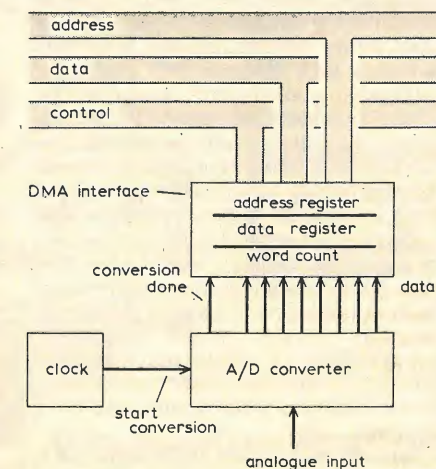 address
data
control
DMA interface
address register
data register
word count
conversion
done
data
clock
A/D converter
start
conversion
analogue input